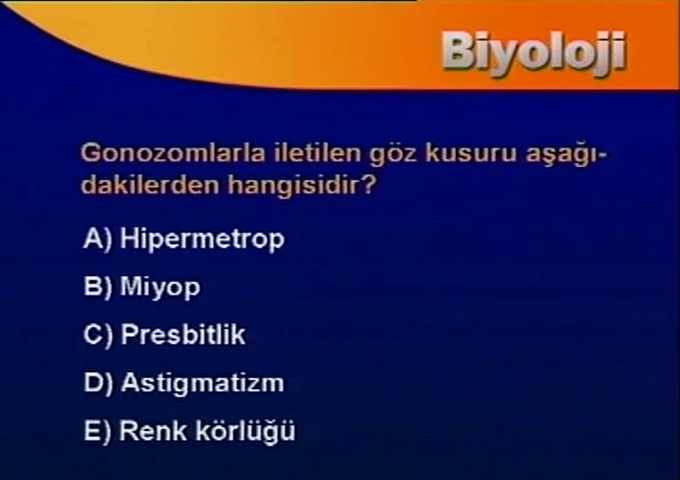 Biyoloji
Gonozomlarla iletilen göz kusuru aşağı-
dakilerden hangisidir?
A) Hipermetrop
B) Miyop
C) Presbitlik
D) Astigmatizm
E) Renk körlüğü